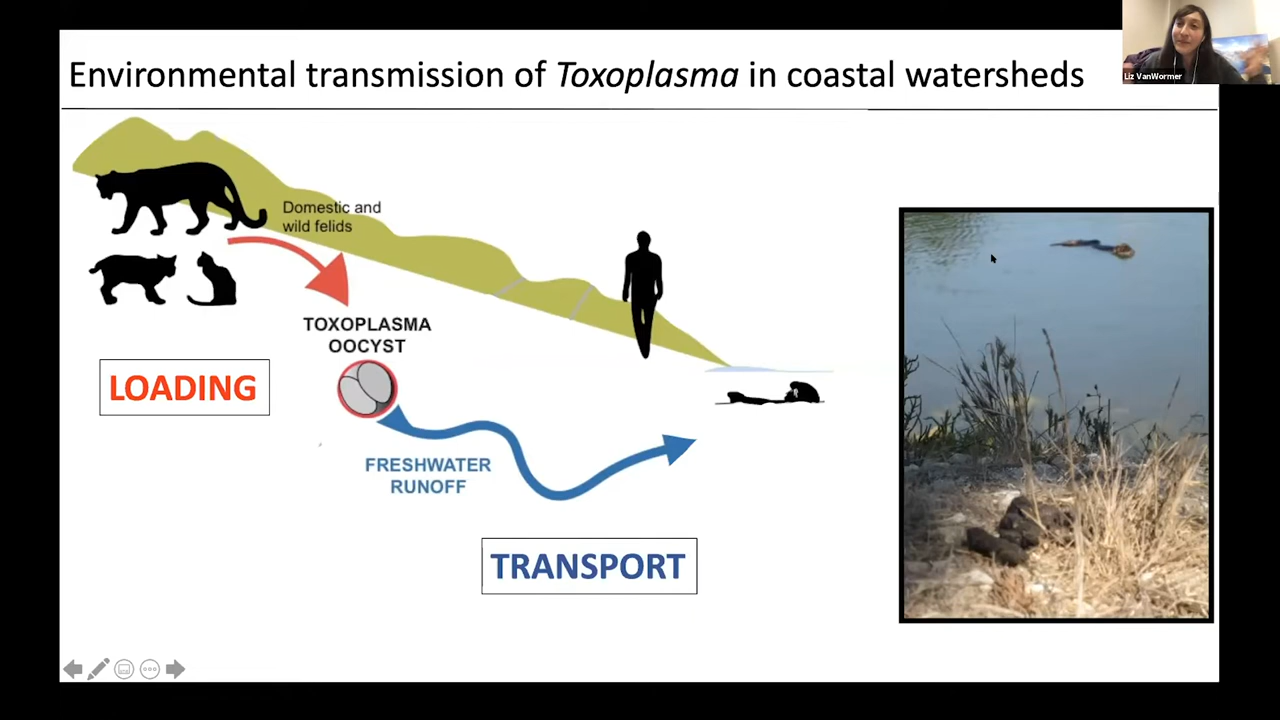 Environmental transmission of Toxoplasma in coastal watersheds
Liz VanWormer
Domestic and
wild felids
TOXOPLASMA
OOCYST
LOADING
FRESHWATER
RUNOFF
TRANSPORT